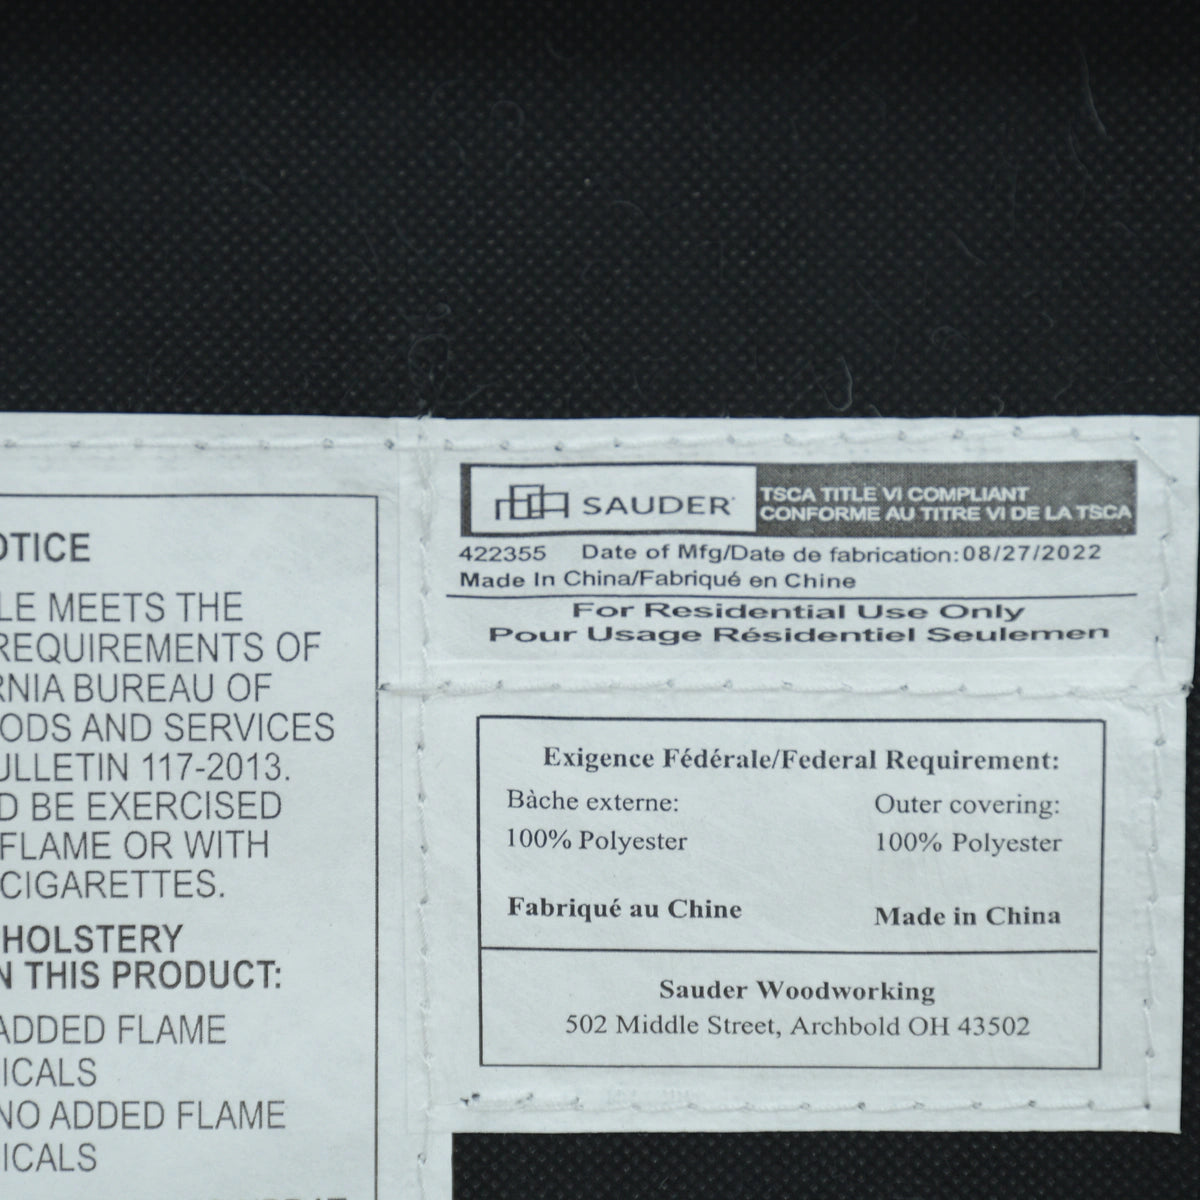 OTICE
LE MEETS THE
REQUIREMENTS OF
RNIA BUREAU OF
OODS AND SERVICES
ULLETIN 117-2013.
D BE EXERCISED
FLAME OR WITH
CIGARETTES.
HOLSTERY
N THIS PRODUCT:
ADDED FLAME
ICALS
NO ADDED FLAME
ICALS
SAUDER
TSCA TITLE VI COMPLIANT
CONFORME AU TITRE VI DE LA TSCA
422355 Date of Mfg/Date de fabrication:08/27/2022
Made In China/Fabriqué en Chine
For Residential Use Only
Pour Usage Résidentiel Seulemen
Exigence Fédérale/Federal Requirement:
Bàche externe: Outer covering:
100% Polyester 100% Polyester
Fabriqué au Chine Made in China
Sauder Woodworking
502 Middle Street, Archbold OH 43502